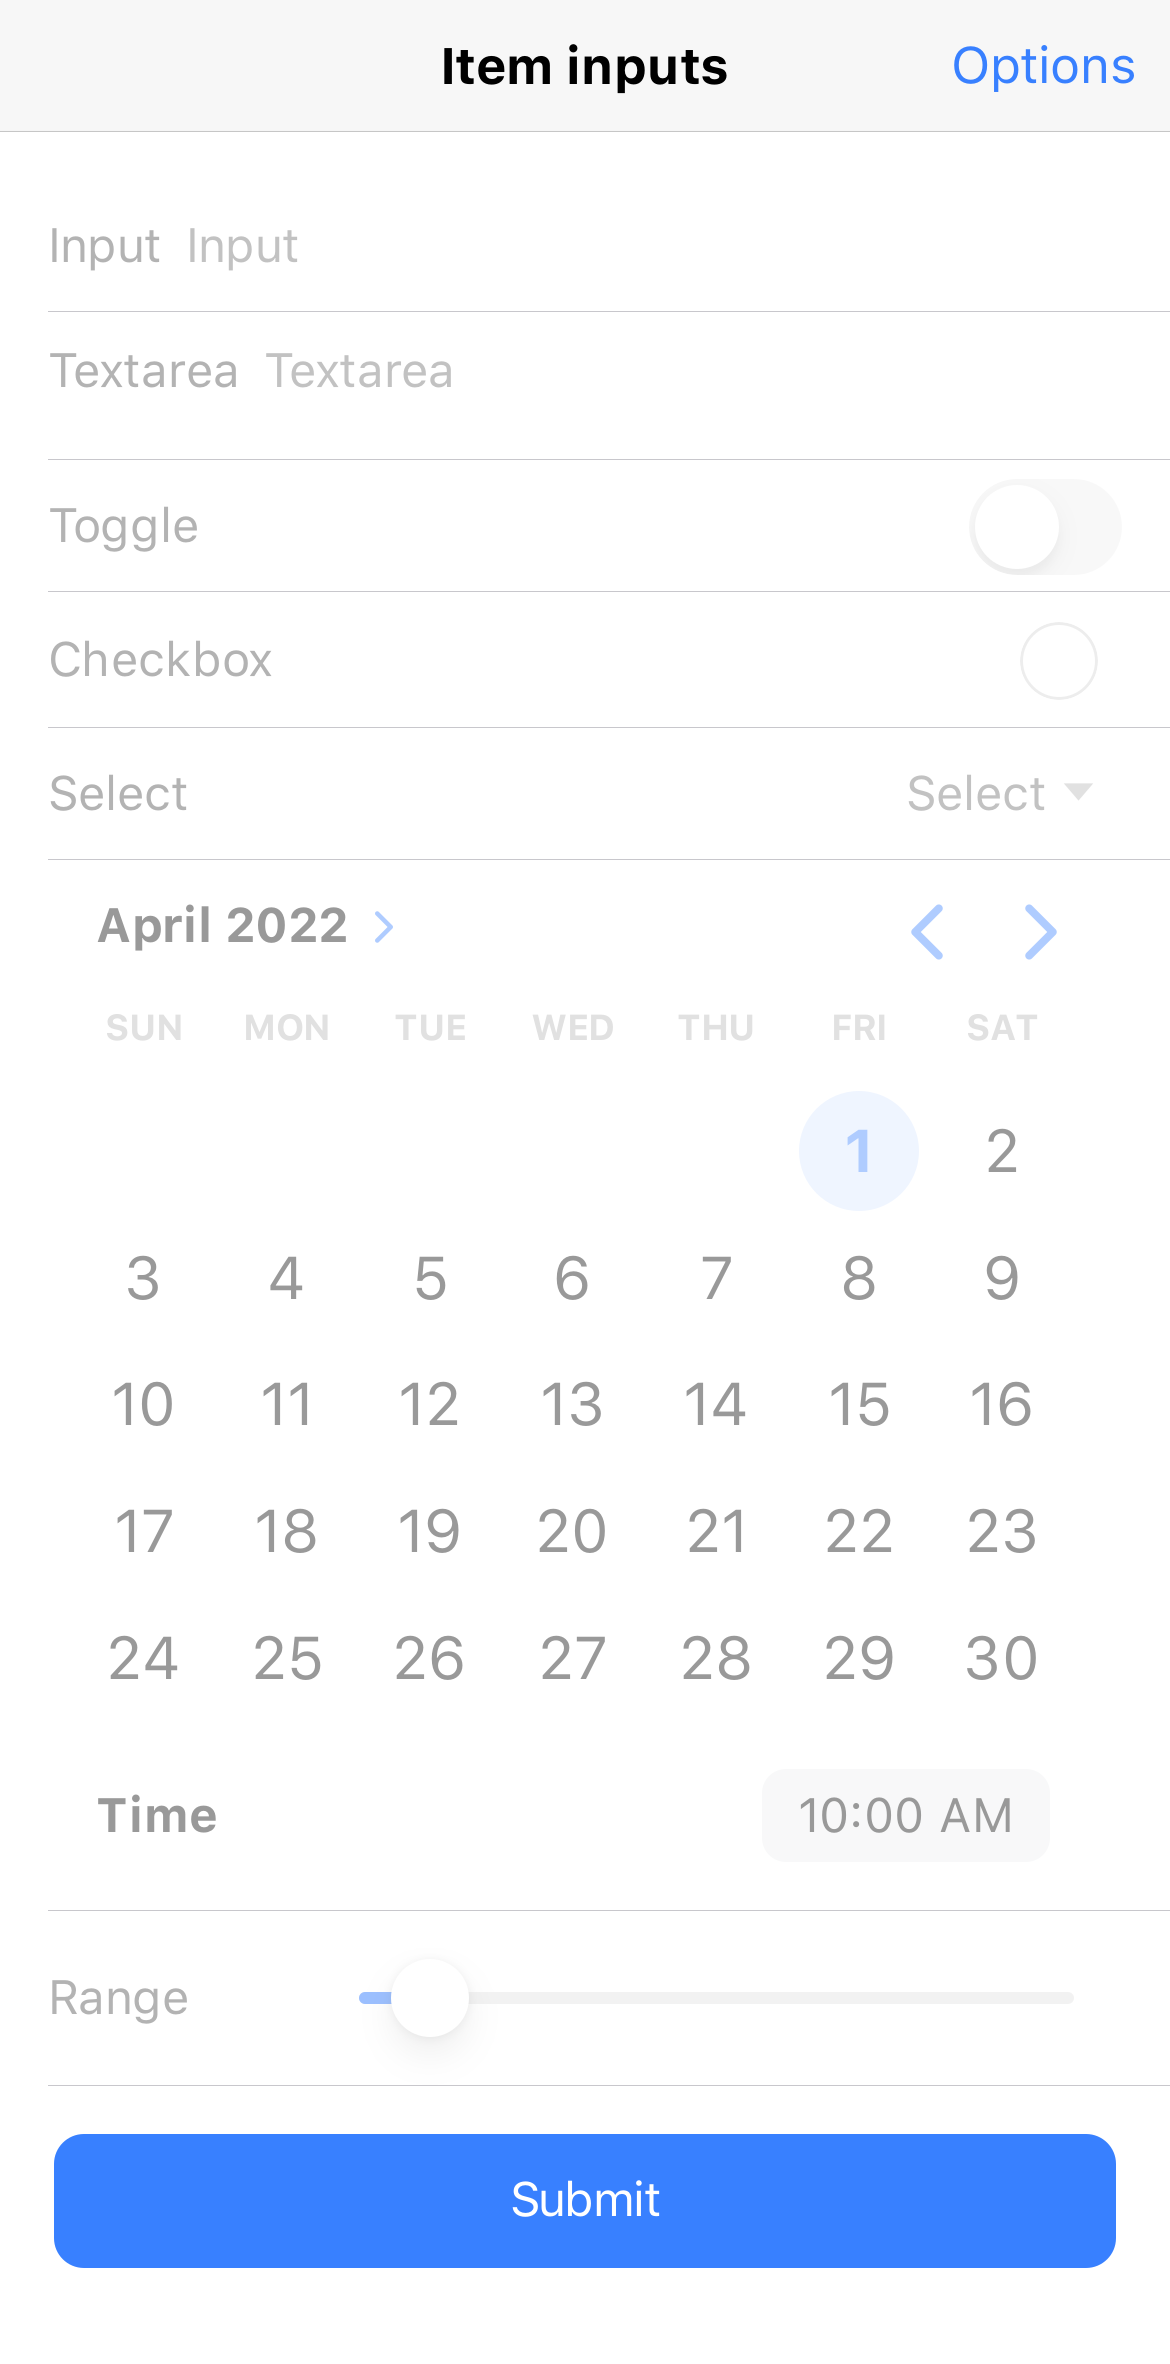 Item inputs Options
Input Input
Textarea Textarea
Toggle
Checkbox
Select Select
April 2022
SUN MON TUE WED THU FRI SAT
1 2
3 4 5 6 7 8 9
10 11 12 13 14 15 16
17 18 19 20 21 22 23
24 25 26 27 28 29 30
Time 10:00 AM
Range
Submit